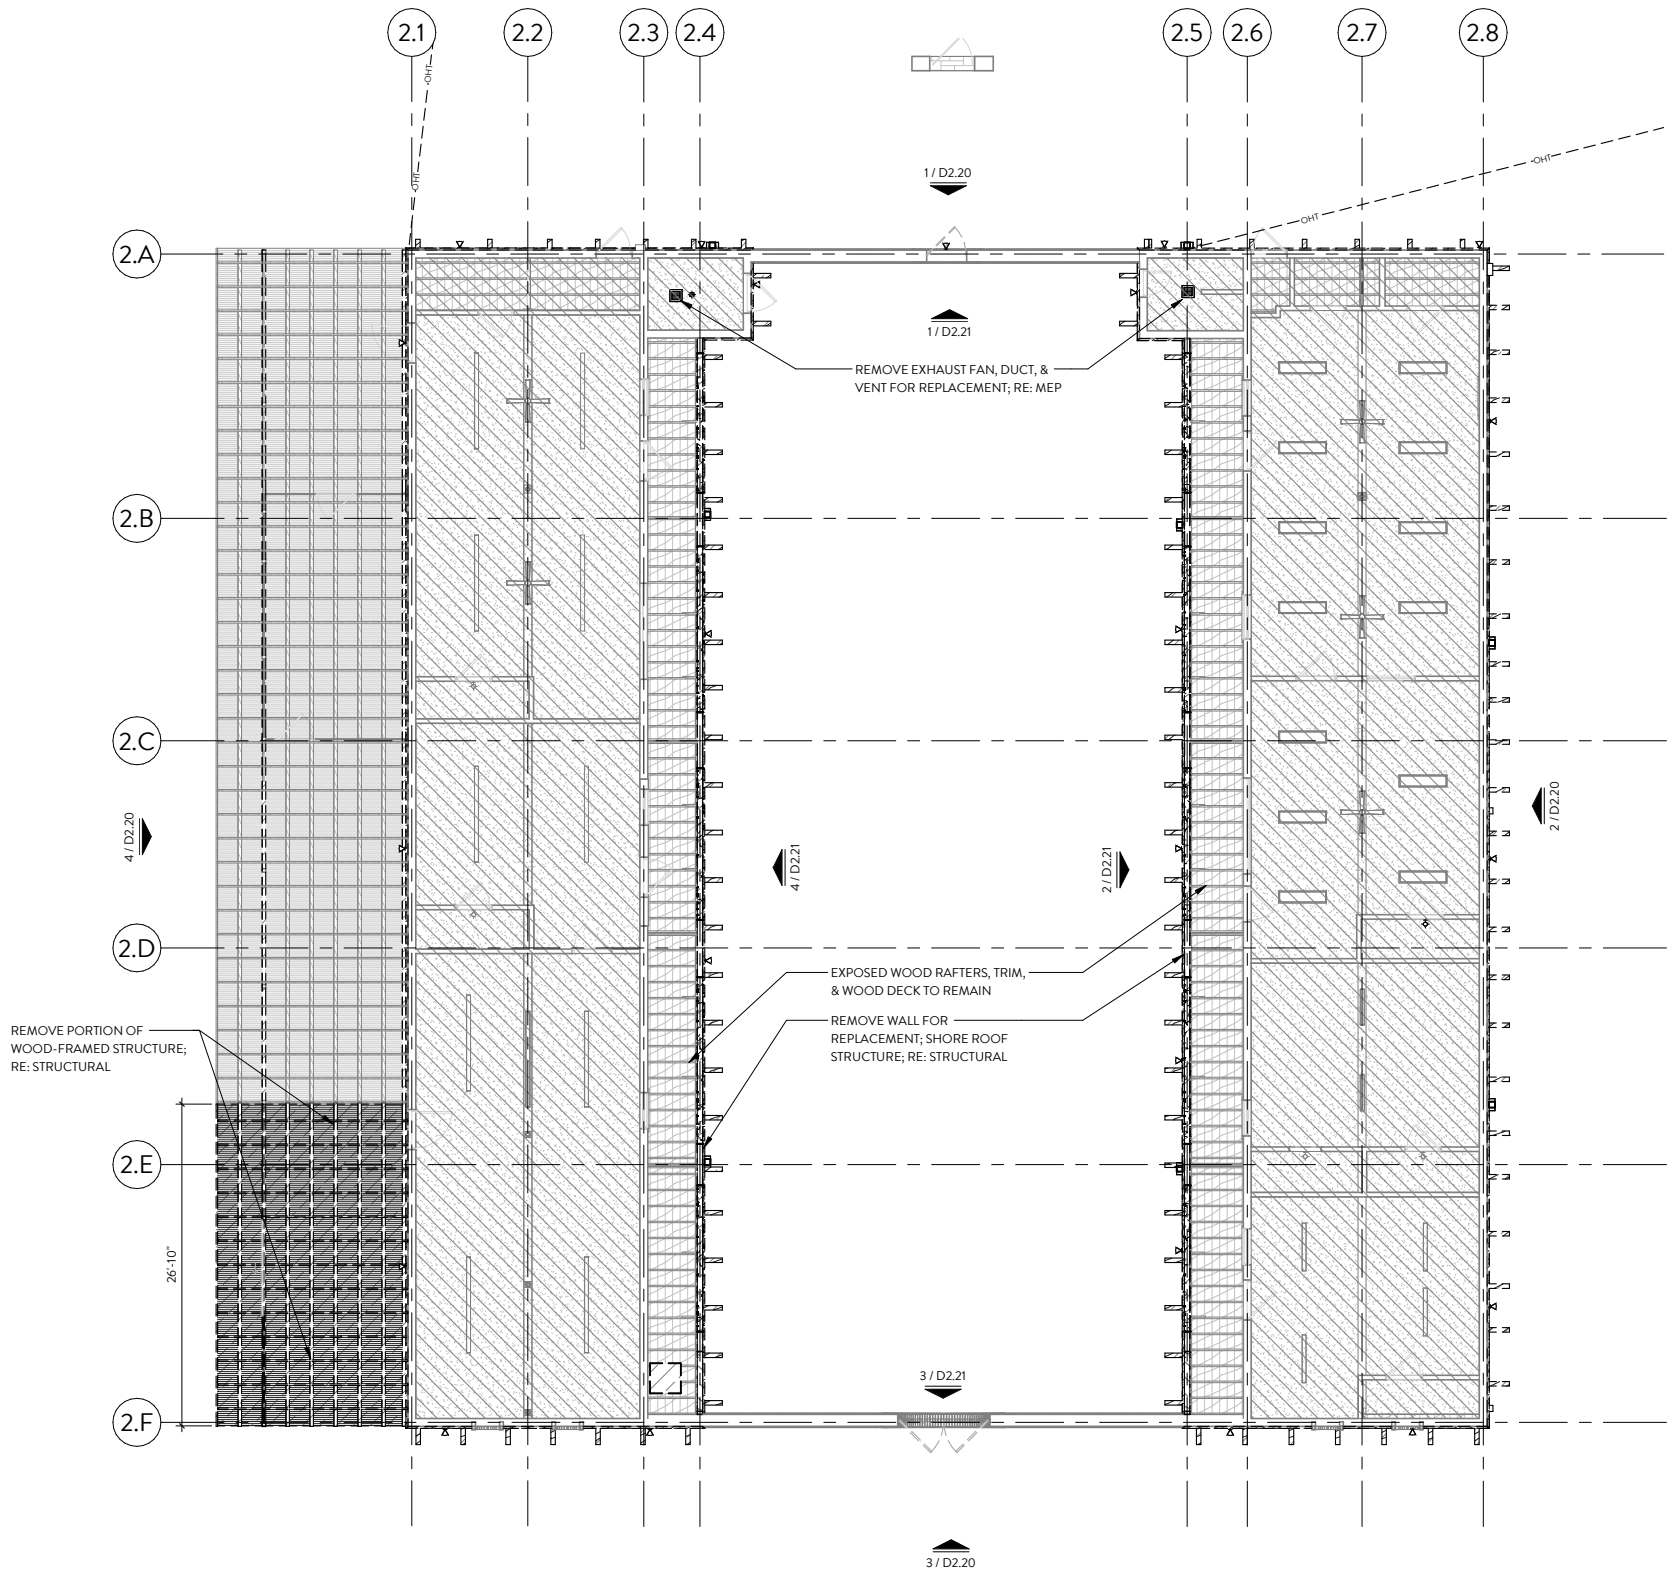 2.1
2.2
2.3
2.4
2.5
2.6
2.7
2.8
OHT
OHT
OHT
OHT
1 / D2.20
2.A
1 / D2.21
REMOVE EXHAUST FAN, DUCT, &
VENT FOR REPLACEMENT; RE: MEP
2.B
2.C
4 / D2.20
4 / D2.21
2 / D2.21
2 / D2.20
2.D
EXPOSED WOOD RAFTERS, TRIM,
& WOOD DECK TO REMAIN
REMOVE WALL FOR
REPLACEMENT; SHORE ROOF
STRUCTURE; RE: STRUCTURAL
REMOVE PORTION OF
WOOD-FRAMED STRUCTURE;
RE: STRUCTURAL
2.E
26'-10"
3 / D2.21
2.F
3 / D2.20